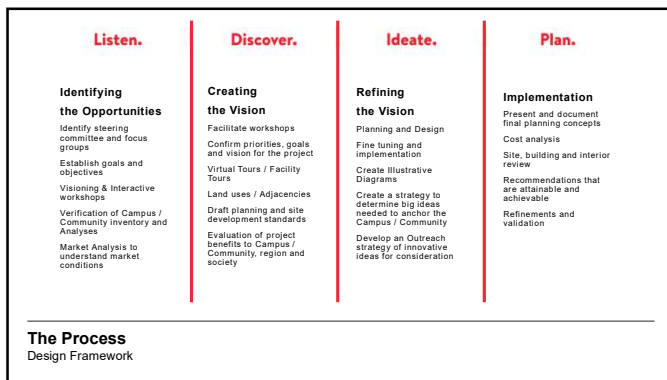 Listen.
Identifying
the Opportunities
Identify steering
committee and focus
groups
Establish goals and
objectives
Visioning & Interactive
workshops
Verification of Campus /
Community inventory and
Analyses
Market Analysis to
understand market
conditions
Discover.
Creating
the Vision
Facilitate workshops
Confirm priorities, goals
and vision for the project
Virtual Tours / Facility
Tours
Land uses / Adjacencies
Draft planning and site
development standards
Evaluation of project
benefits to Campus /
Community, region and
society
Ideate.
Refining
the Vision
Planning and Design
Fine tuning and
implementation
Create Illustrative
Diagrams
Create a strategy to
determine big ideas
needed to anchor the
Campus / Community
Develop an Outreach
strategy of innovative
ideas for consideration
Plan.
Implementation
Present and document
final planning concepts
Cost analysis
Site, building and interior
review
Recommendations that
are attainable and
achievable
Refinements and
validation
The Process
Design Framework